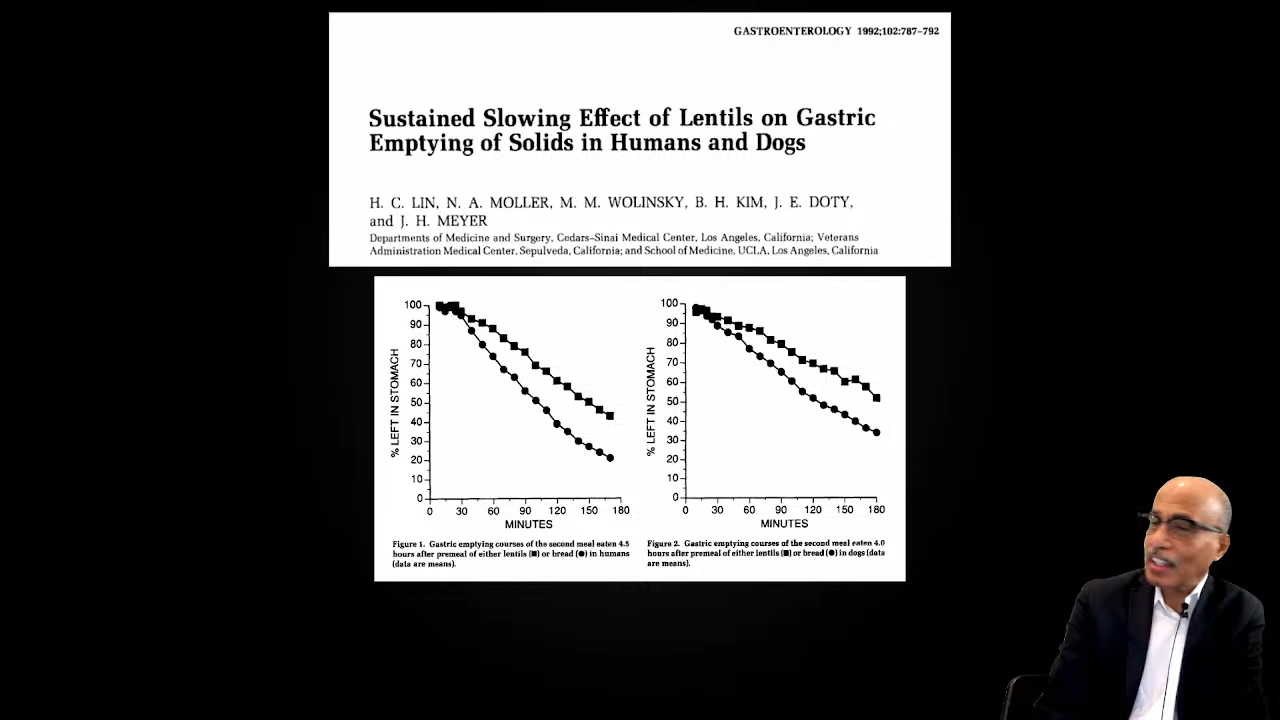 GASTROENTEROLOGY 1992;102:787–792
Sustained Slowing Effect of Lentils on Gastric
Emptying of Solids in Humans and Dogs
H. C. LIN, N. A. MOLLER, M. M. WOLINSKY, B. H. KIM, J. E. DOTY,
and J. H. MEYER
Departments of Medicine and Surgery, Cedars–Sinai Medical Center, Los Angeles, California; Veterans
Administration Medical Center, Sepulveda, California; and School of Medicine, UCLA, Los Angeles, California
% LEFT IN STOMACH
100
90
80
70
60
50
40
30
20
10
0
0 30 60 90 120 150 180
MINUTES
Figure 1. Gastric emptying courses of the second meal eaten 4.5
hours after premeal of either lentils (■) or bread (●) in humans
(data are means).
% LEFT IN STOMACH
100
90
80
70
60
50
40
30
20
10
0
0 30 60 90 120 150 180
MINUTES
Figure 2. Gastric emptying courses of the second meal eaten 4.0
hours after premeal of either lentils (■) or bread (●) in dogs (data
are means).